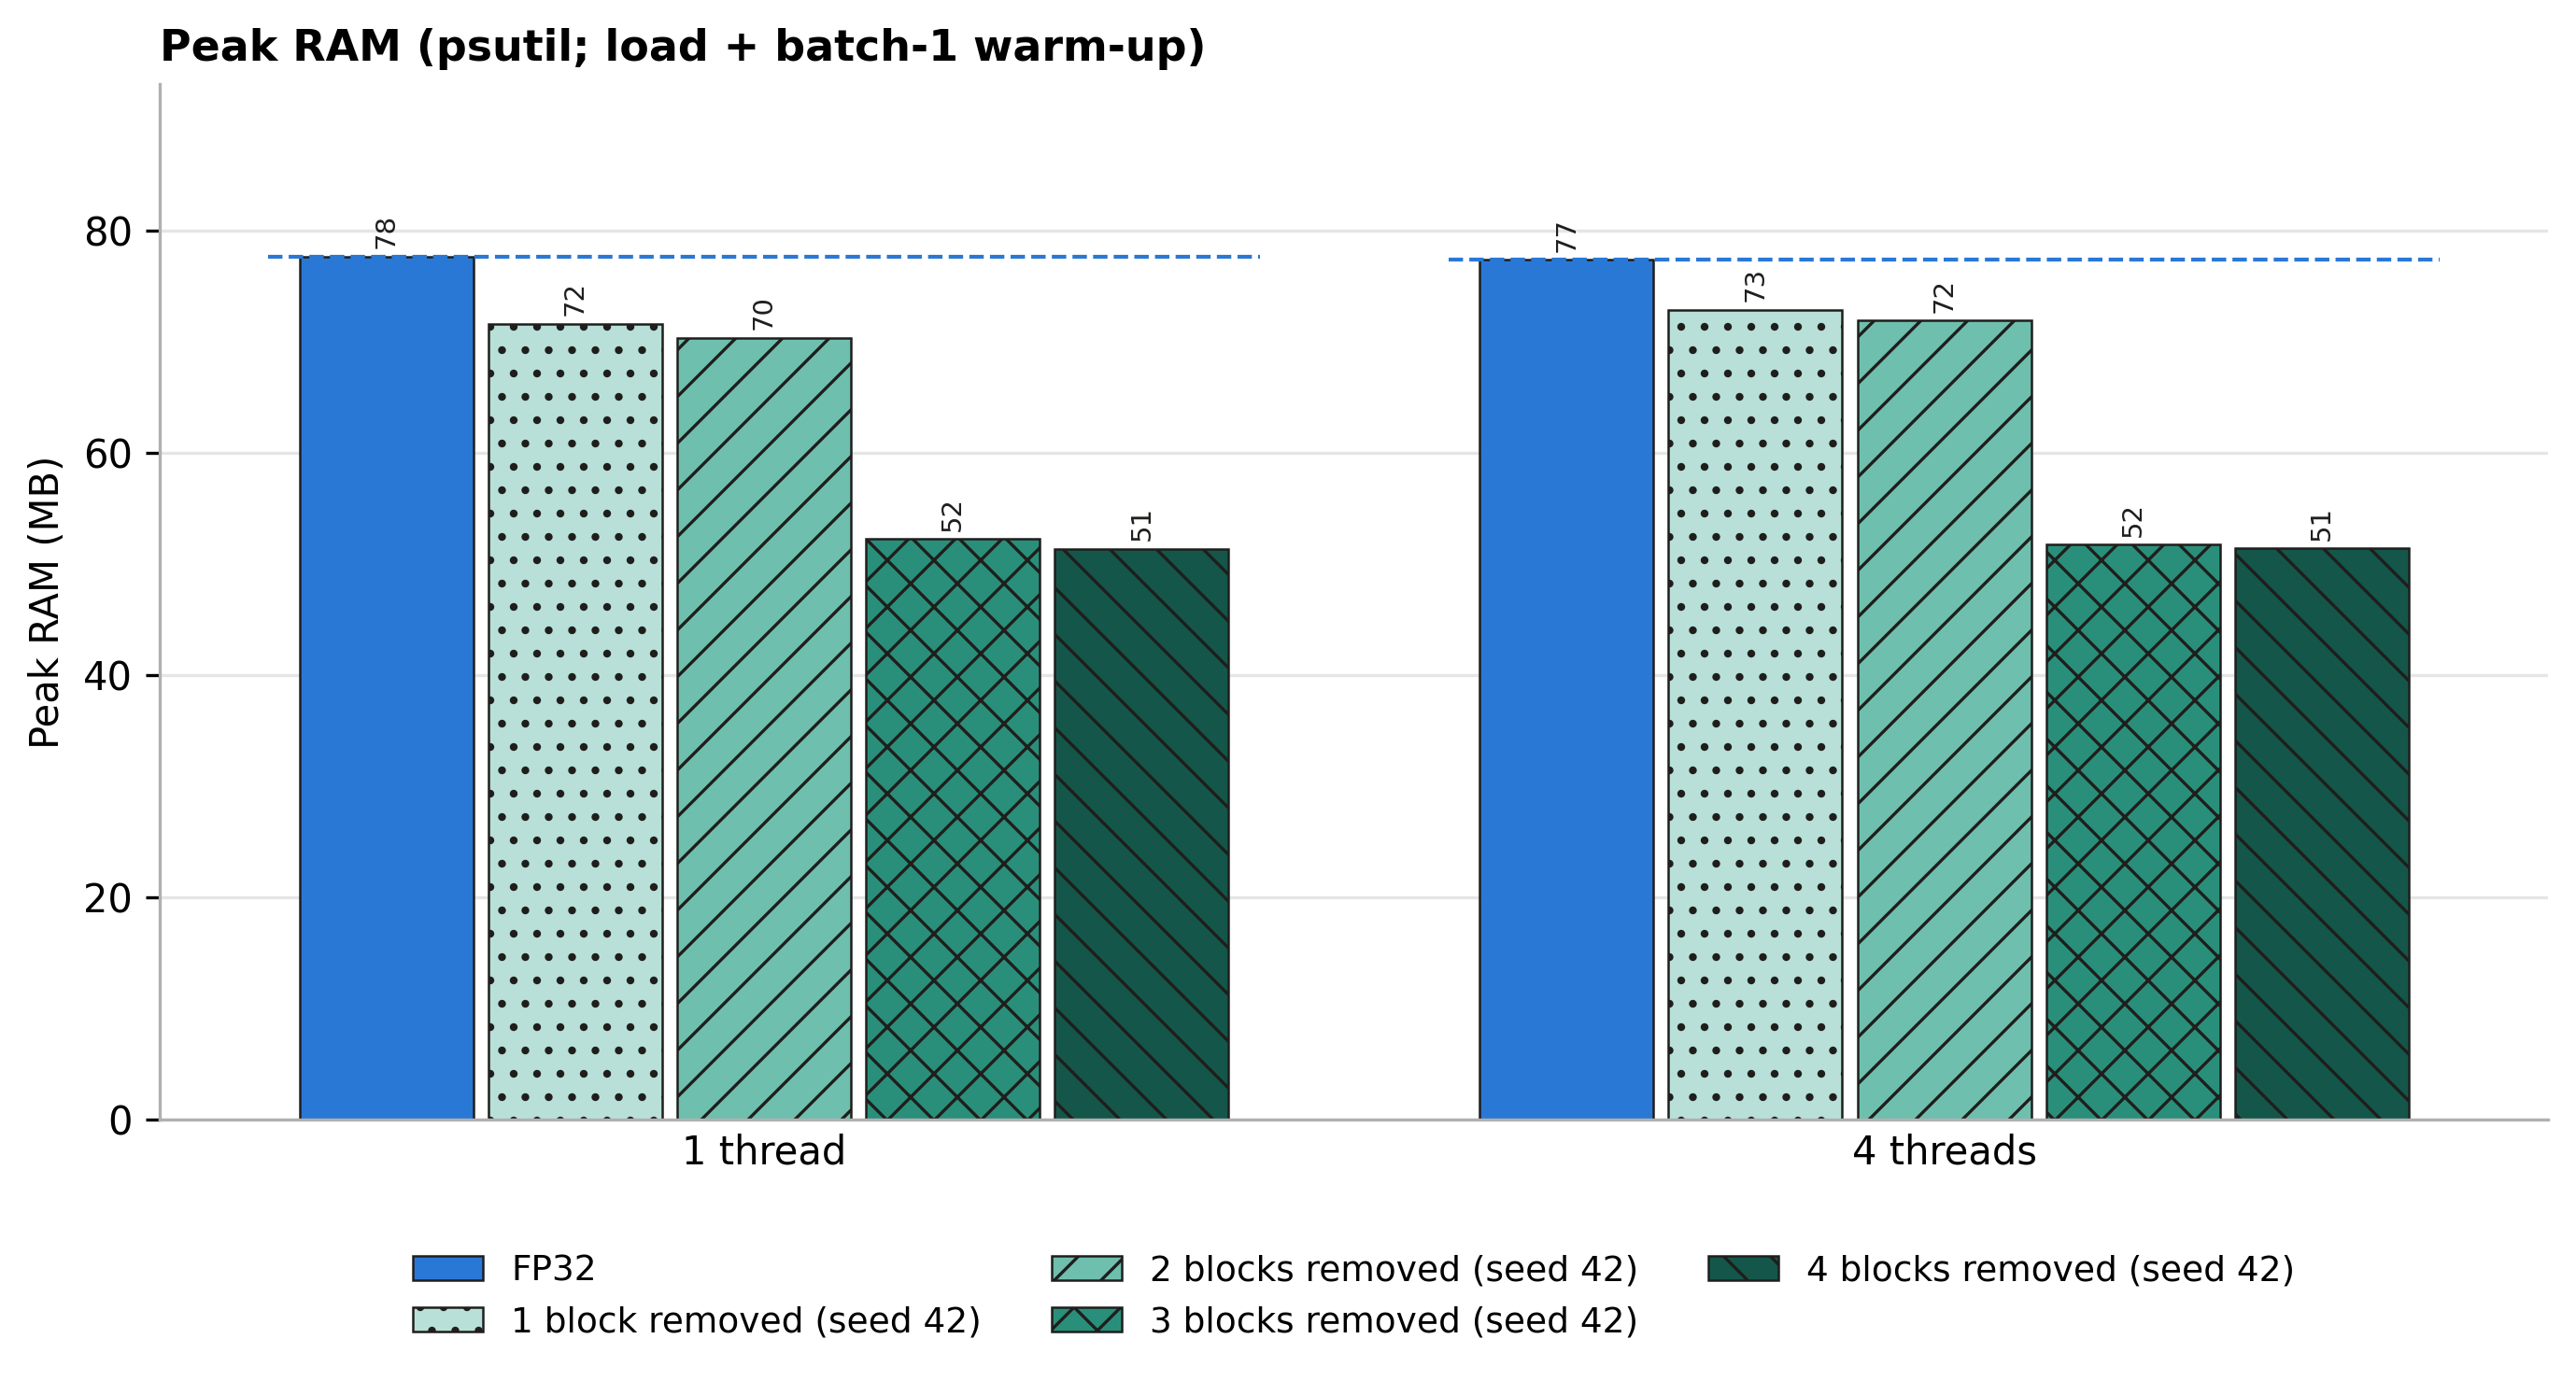 Peak RAM (psutil; load + batch-1 warm-up)
Peak RAM (MB)
80
60
40
20
0
78
72
70
52
51
77
73
72
52
51
1 thread
4 threads
FP32
1 block removed (seed 42)
2 blocks removed (seed 42)
3 blocks removed (seed 42)
4 blocks removed (seed 42)